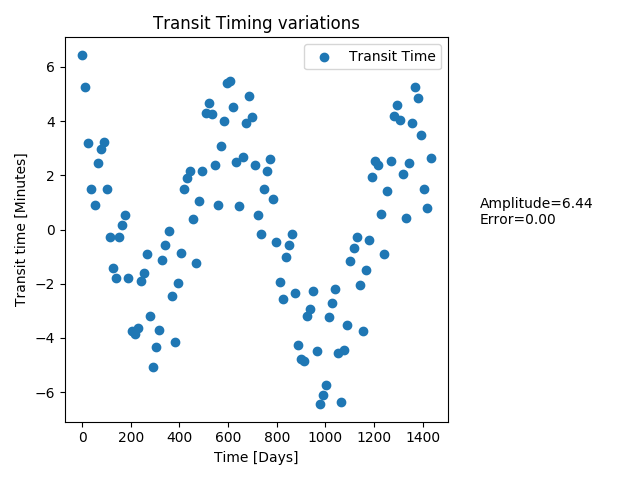 Transit Timing variations
Transit Time
6
4
2
0
−2
−4
−6
Transit time [Minutes]
0 200 400 600 800 1000 1200 1400
Time [Days]
Amplitude=6.44
Error=0.00